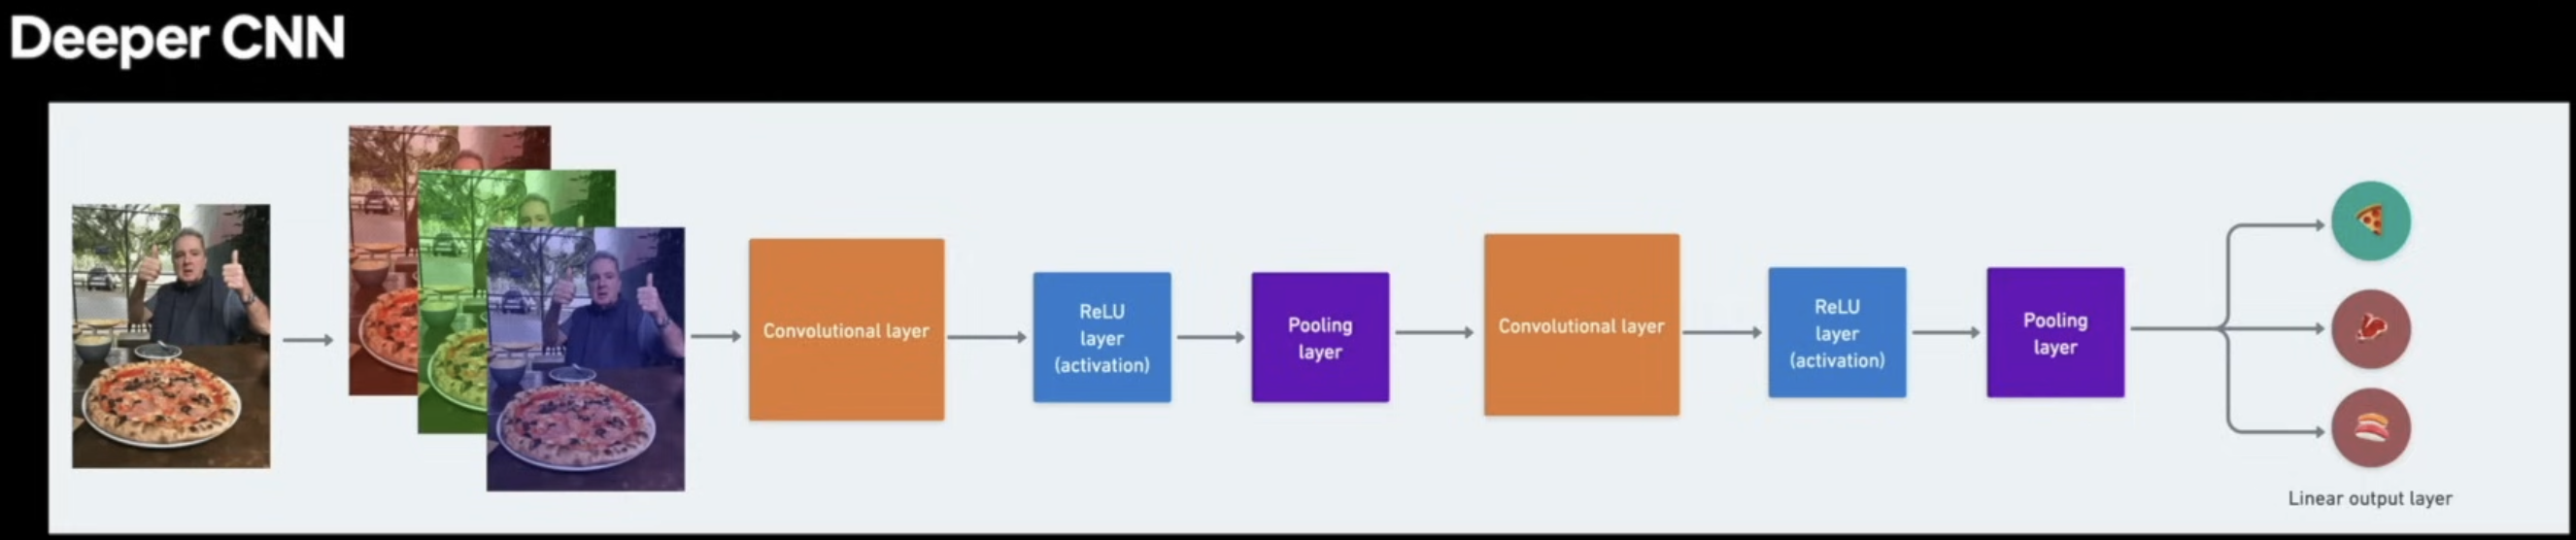 Deeper CNN
Convolutional layer
ReLU
layer
(activation)
Pooling
layer
Convolutional layer
ReLU
layer
(activation)
Pooling
layer
Linear output layer